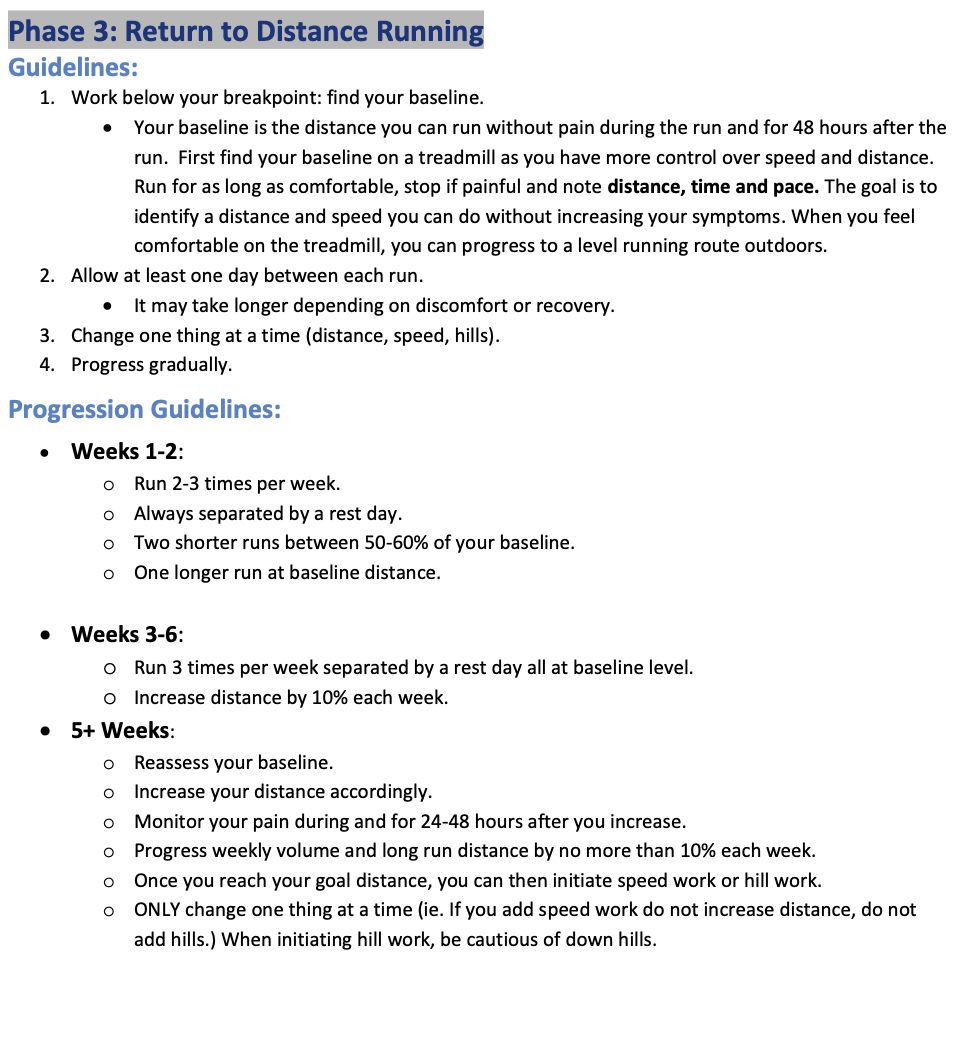 Phase 3: Return to Distance Running
Guidelines:
1. Work below your breakpoint: find your baseline.
• Your baseline is the distance you can run without pain during the run and for 48 hours after the
run.  First find your baseline on a treadmill as you have more control over speed and distance.
Run for as long as comfortable, stop if painful and note distance, time and pace. The goal is to
identify a distance and speed you can do without increasing your symptoms. When you feel
comfortable on the treadmill, you can progress to a level running route outdoors.
2. Allow at least one day between each run.
• It may take longer depending on discomfort or recovery.
3. Change one thing at a time (distance, speed, hills).
4. Progress gradually.
Progression Guidelines:
• Weeks 1-2:
o Run 2-3 times per week.
o Always separated by a rest day.
o Two shorter runs between 50-60% of your baseline.
o One longer run at baseline distance.
• Weeks 3-6:
o Run 3 times per week separated by a rest day all at baseline level.
o Increase distance by 10% each week.
• 5+ Weeks:
o Reassess your baseline.
o Increase your distance accordingly.
o Monitor your pain during and for 24-48 hours after you increase.
o Progress weekly volume and long run distance by no more than 10% each week.
o Once you reach your goal distance, you can then initiate speed work or hill work.
o ONLY change one thing at a time (ie. If you add speed work do not increase distance, do not
add hills.) When initiating hill work, be cautious of down hills.